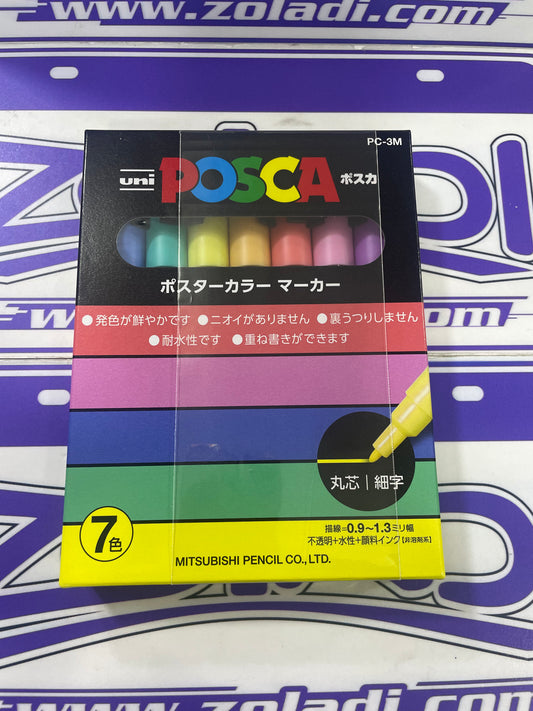 www.zoladi.com
PC-3M
uni POSCA ポスカ
ポスターカラー マーカー
●発色が鮮やかです ●ニオイがありません ●裏うつりしません
●耐水性です ●重ね書きができます
丸芯|細字
7色
描線=0.9〜1.3ミリ幅
不透明+水性+顔料インク【非溶剤系】
MITSUBISHI PENCIL CO., LTD.
www.zoladi.com
www.zoladi.com